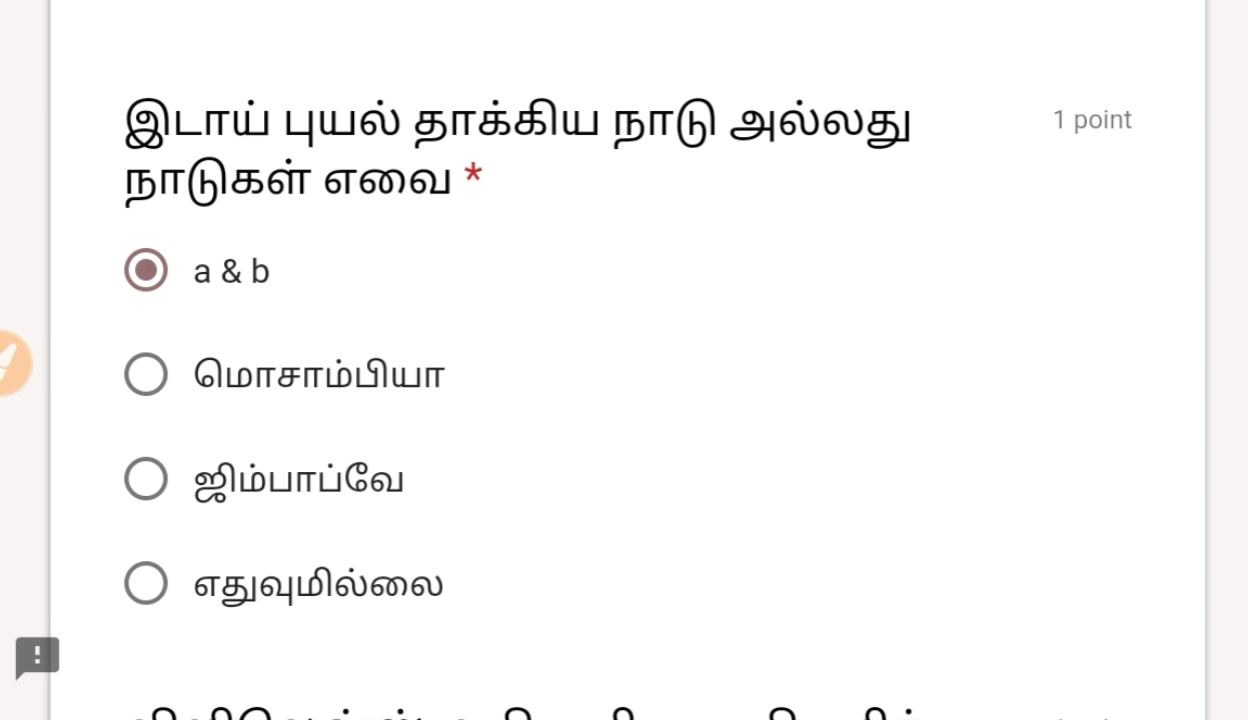 இடாய் புயல் தாக்கிய நாடு அல்லது
நாடுகள் எவை *
1 point
a & b
மொசாம்பியா
ஜிம்பாப்வே
எதுவுமில்லை